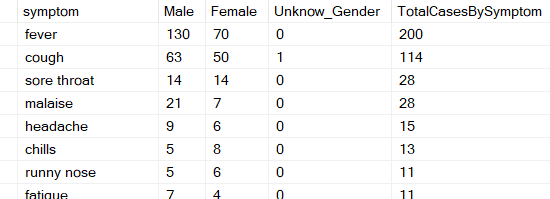 symptom Male Female Unknow_Gender TotalCasesBySymptom
fever 130 70 0 200
cough 63 50 1 114
sore throat 14 14 0 28
malaise 21 7 0 28
headache 9 6 0 15
chills 5 8 0 13
runny nose 5 6 0 11
fatigue 7 4 0 11